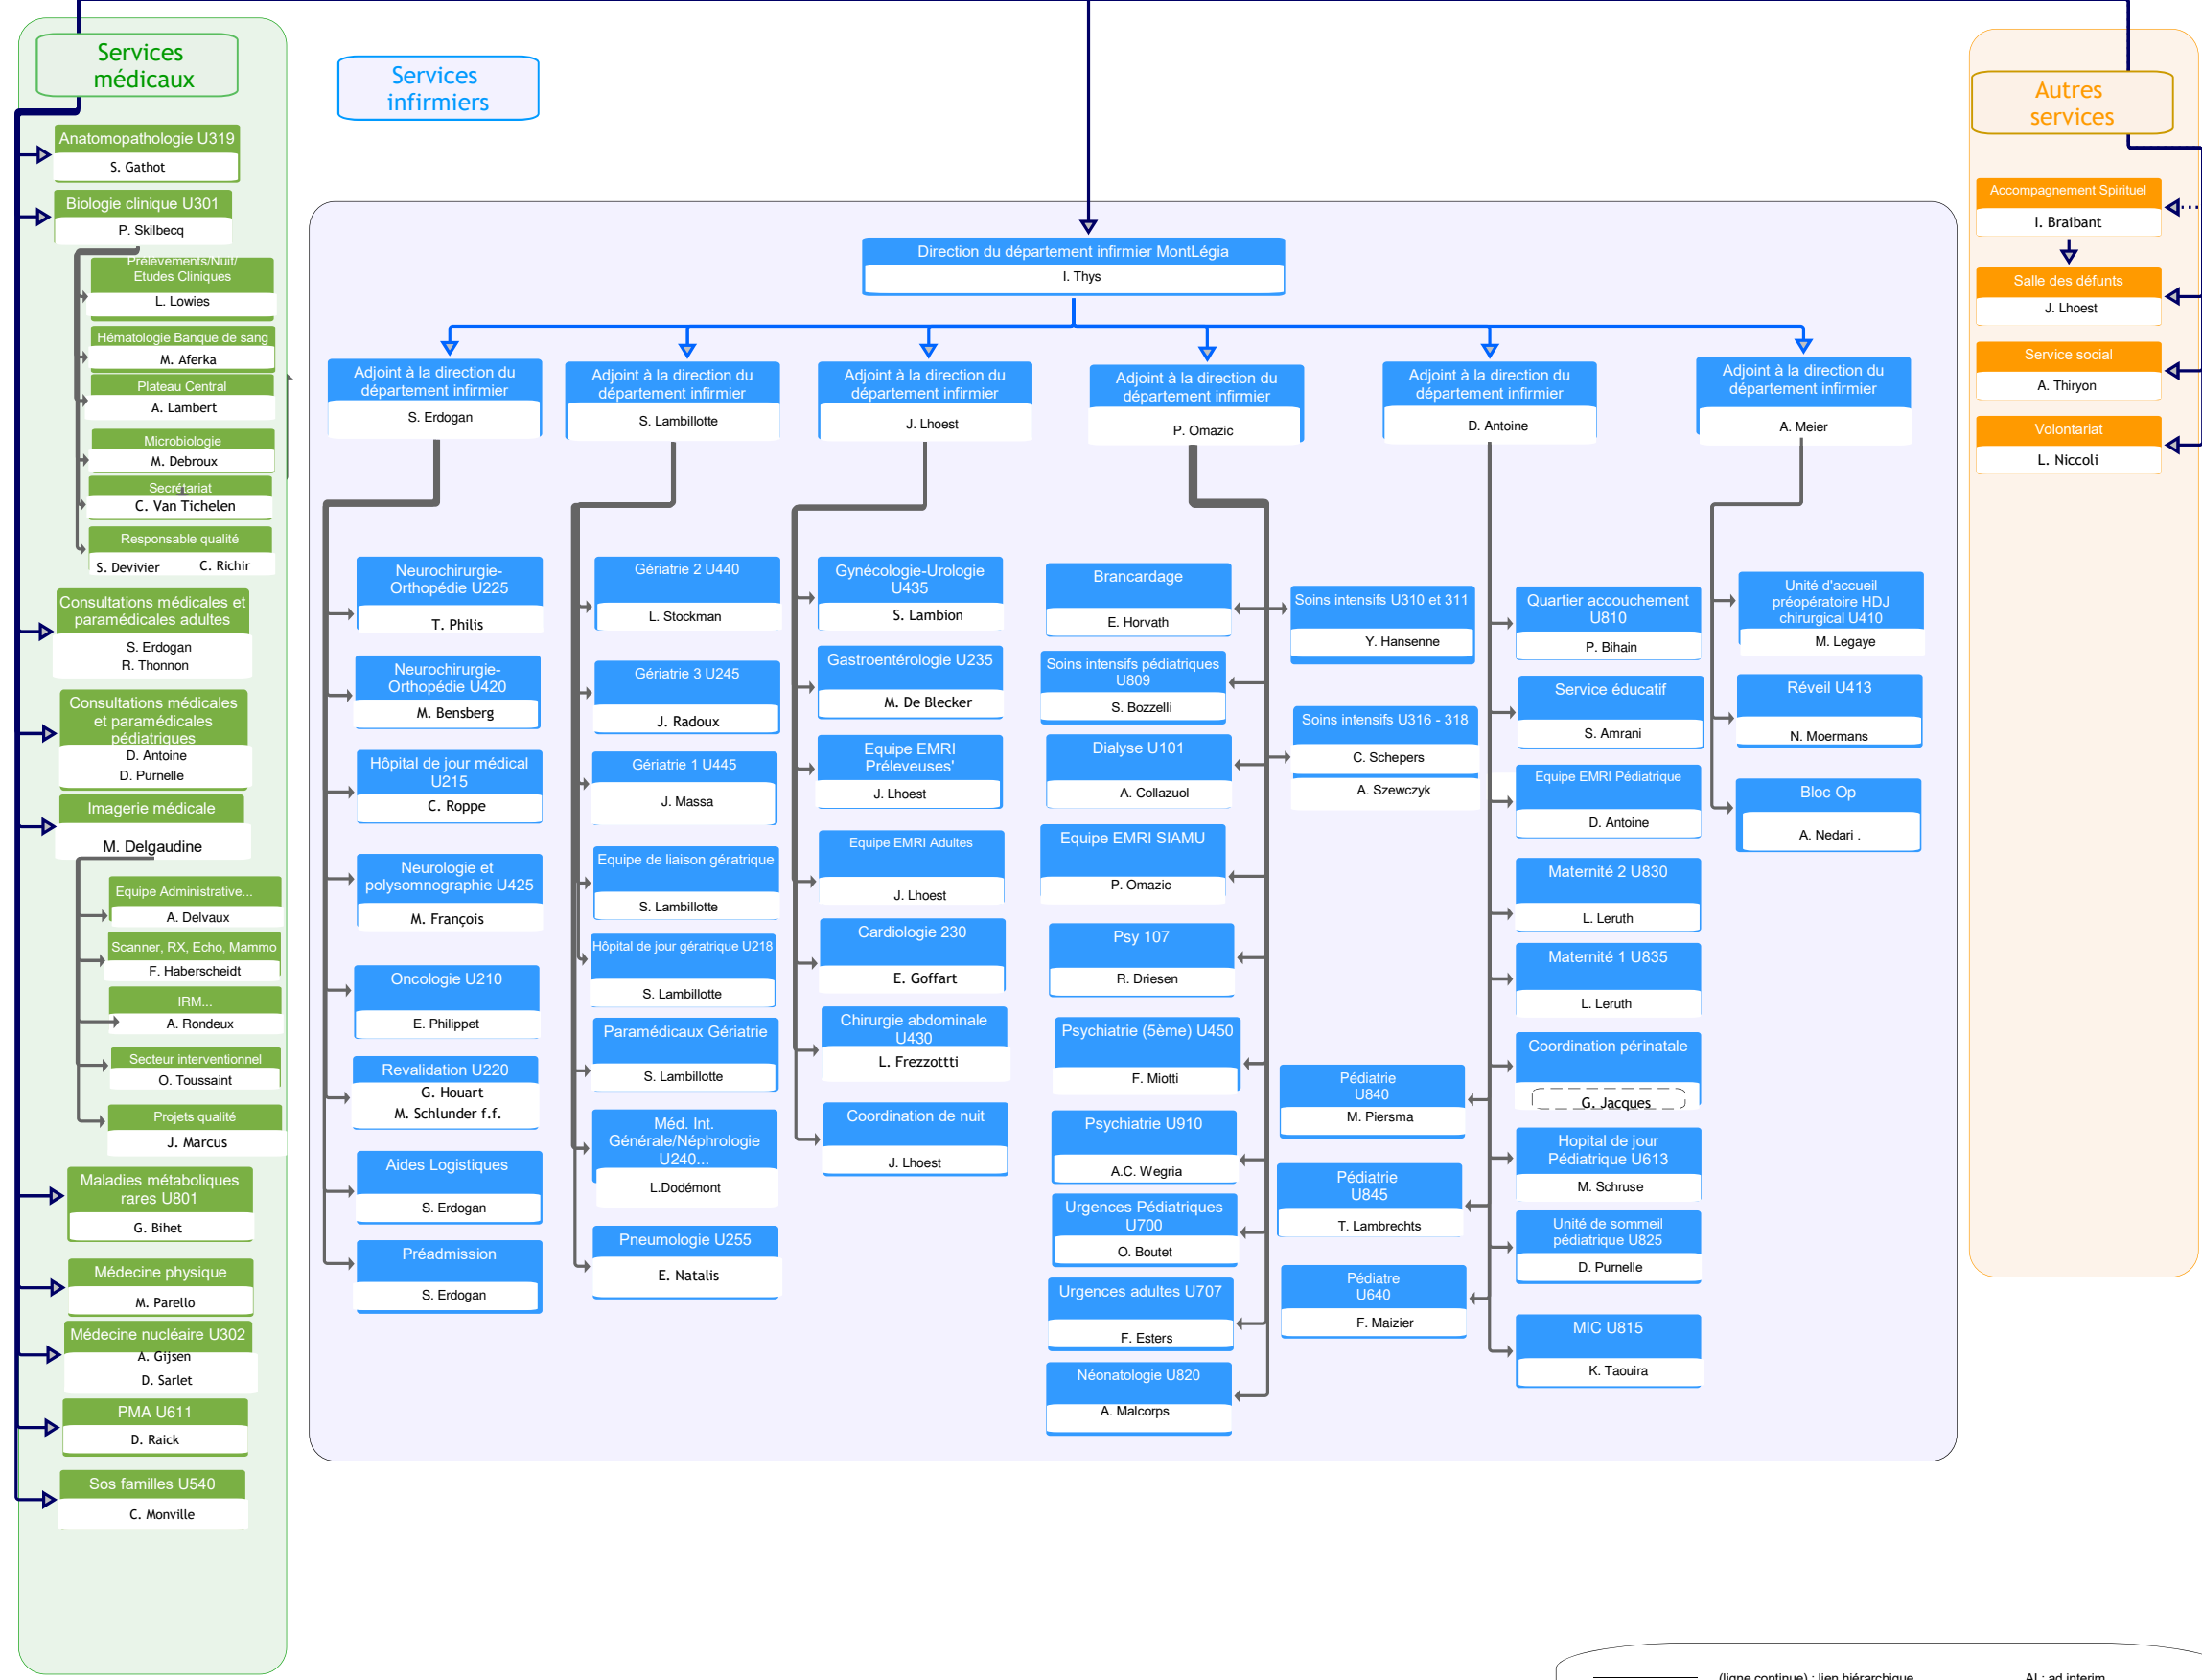 Services
médicaux
Anatomopathologie U319
S. Gathot
Biologie clinique U301
P. Skilbecq
Prélèvements/Nuit/
Etudes Cliniques
L. Lowies
Hématologie Banque de sang
M. Aferka
Plateau Central
A. Lambert
Microbiologie
M. Debroux
Secrétariat
C. Van Tichelen
Responsable qualité
S. Devivier C. Richir
Consultations médicales et
paramédicales adultes
S. Erdogan
R. Thonnon
Consultations médicales
et paramédicales
pédiatriques
D. Antoine
D. Purnelle
Imagerie médicale
M. Delgaudine
Equipe Administrative...
A. Delvaux
Scanner, RX, Echo, Mammo
F. Haberscheidt
IRM...
A. Rondeux
Secteur interventionnel
O. Toussaint
Projets qualité
J. Marcus
Maladies métaboliques
rares U801
G. Bihet
Médecine physique
M. Parello
Médecine nucléaire U302
A. Gijsen
D. Sarlet
PMA U611
D. Raick
Sos familles U540
C. Monville
Services
infirmiers
Direction du département infirmier MontLégia
I. Thys
Adjoint à la direction du
département infirmier
S. Erdogan
Neurochirurgie-
Orthopédie U225
T. Philis
Neurochirurgie-
Orthopédie U420
M. Bensberg
Hôpital de jour médical
U215
C. Roppe
Neurologie et
polysomnographie U425
M. François
Oncologie U210
E. Philippet
Revalidation U220
G. Houart
M. Schlunder f.f.
Aides Logistiques
S. Erdogan
Préadmission
S. Erdogan
Adjoint à la direction du
département infirmier
S. Lambillotte
Gériatrie 2 U440
L. Stockman
Gériatrie 3 U245
J. Radoux
Gériatrie 1 U445
J. Massa
Equipe de liaison gératrique
S. Lambillotte
Hôpital de jour gératrique U218
S. Lambillotte
Paramédicaux Gériatrie
S. Lambillotte
Méd. Int.
Générale/Néphrologie
U240...
L.Dodémont
Pneumologie U255
E. Natalis
Adjoint à la direction du
département infirmier
J. Lhoest
Gynécologie-Urologie
U435
S. Lambion
Gastroentérologie U235
M. De Blecker
Equipe EMRI
Préleveuses'
J. Lhoest
Equipe EMRI Adultes
J. Lhoest
Cardiologie 230
E. Goffart
Chirurgie abdominale
U430
L. Frezzottti
Coordination de nuit
J. Lhoest
Adjoint à la direction du
département infirmier
P. Omazic
Brancardage
E. Horvath
Soins intensifs pédiatriques
U809
S. Bozzelli
Dialyse U101
A. Collazuol
Equipe EMRI SIAMU
P. Omazic
Psy 107
R. Driesen
Psychiatrie (5ème) U450
F. Miotti
Psychiatrie U910
A.C. Wegria
Urgences Pédiatriques
U700
O. Boutet
Urgences adultes U707
F. Esters
Néonatologie U820
A. Malcorps
Soins intensifs U310 et 311
Y. Hansenne
Soins intensifs U316 - 318
C. Schepers
A. Szewczyk
Adjoint à la direction du
département infirmier
D. Antoine
Pédiatrie
U840
M. Piersma
Pédiatrie
U845
T. Lambrechts
Pédiatre
U640
F. Maizier
Quartier accouchement
U810
P. Bihain
Service éducatif
S. Amrani
Equipe EMRI Pédiatrique
D. Antoine
Maternité 2 U830
L. Leruth
Maternité 1 U835
L. Leruth
Coordination périnatale
G. Jacques
Hopital de jour
Pédiatrique U613
M. Schruse
Unité de sommeil
pédiatrique U825
D. Purnelle
MIC U815
K. Taouira
Adjoint à la direction du
département infirmier
A. Meier
Unité d'accueil
préopératoire HDJ
chirurgical U410
M. Legaye
Réveil U413
N. Moermans
Bloc Op
A. Nedari .
Autres
services
Accompagnement Spirituel
I. Braibant
Salle des défunts
J. Lhoest
Service social
A. Thiryon
Volontariat
L. Niccoli
(ligne continue) : lien hiérarchique AI : ad interim